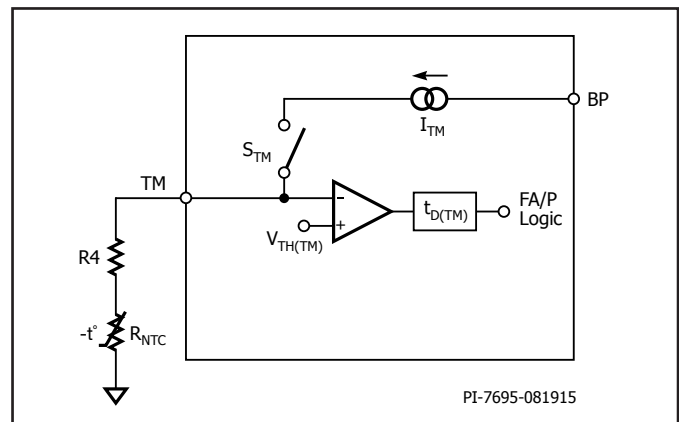 BP
I_TM
S_TM
TM
-
+
V_TH(TM)
t_D(TM)
FA/P
Logic
R4
-t°
R_NTC
PI-7695-081915